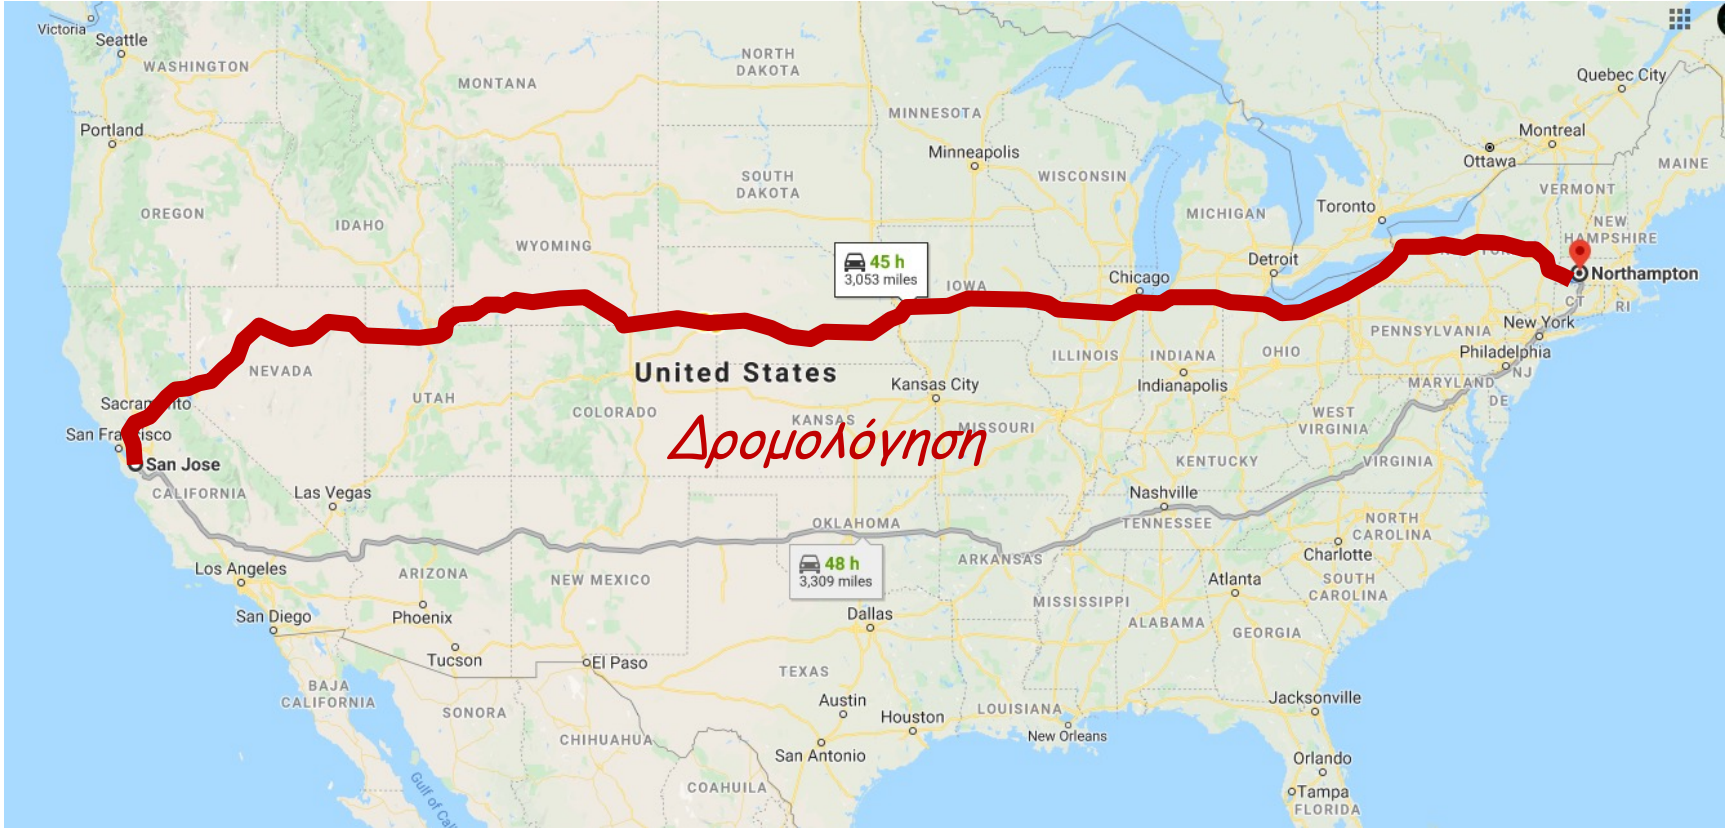 Victoria
Seattle
WASHINGTON
NORTH
DAKOTA
MONTANA
Quebec City
MINNESOTA
Portland
Montreal
Ottawa
MAINE
Minneapolis
WISCONSIN
SOUTH
DAKOTA
VERMONT
OREGON
IDAHO
MICHIGAN
Toronto
NEW
HAMPSHIRE
WYOMING
45 h
3,053 miles
Detroit
Chicago
IOWA
Northampton
CT
RI
New York
PENNSYLVANIA
Philadelphia
NJ
ILLINOIS
INDIANA
OHIO
NEVADA
United States
Kansas City
Indianapolis
MARYLAND
DE
UTAH
COLORADO
KANSAS
MISSOURI
WEST
VIRGINIA
Sacramento
San Francisco
Δρομολόγηση
San Jose
KENTUCKY
VIRGINIA
CALIFORNIA
Las Vegas
Nashville
TENNESSEE
OKLAHOMA
NORTH
CAROLINA
Charlotte
48 h
3,309 miles
ARKANSAS
Los Angeles
ARIZONA
NEW MEXICO
Atlanta
SOUTH
CAROLINA
MISSISSIPPI
San Diego
Phoenix
Dallas
ALABAMA
GEORGIA
Tucson
El Paso
TEXAS
BAJA
CALIFORNIA
SONORA
Austin
Houston
LOUISIANA
Jacksonville
New Orleans
CHIHUAHUA
San Antonio
Orlando
COAHUILA
Gulf of Cal
Tampa
FLORIDA